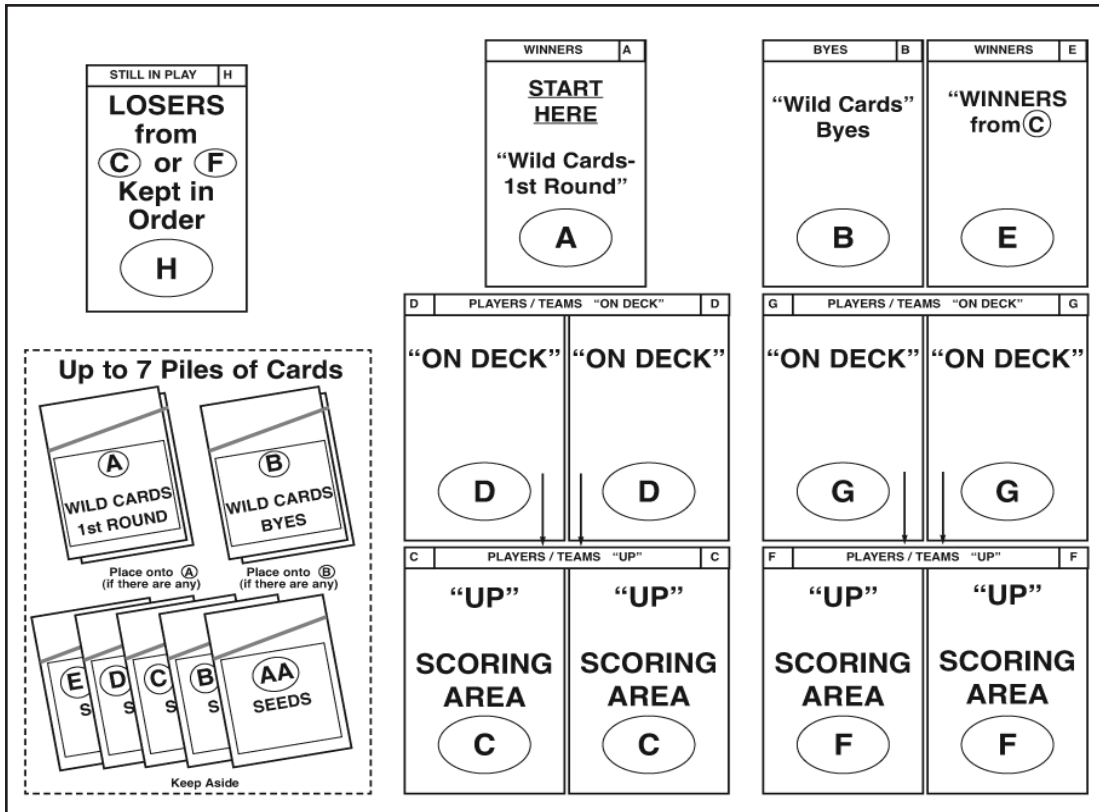 STILL IN PLAY H
LOSERS
from
C or F
Kept in
Order
H
WINNERS A
START
HERE
“Wild Cards-
1st Round”
A
BYES B
“Wild Cards”
Byes
B
WINNERS E
“WINNERS
from C
E
D PLAYERS / TEAMS “ON DECK” D
“ON DECK” “ON DECK”
D D
G PLAYERS / TEAMS “ON DECK” G
“ON DECK” “ON DECK”
G G
C PLAYERS / TEAMS “UP” C
“UP” “UP”
SCORING SCORING
AREA AREA
C C
F PLAYERS / TEAMS “UP” F
“UP” “UP”
SCORING SCORING
AREA AREA
F F
Up to 7 Piles of Cards
A
WILD CARDS
1st ROUND
B
WILD CARDS
BYES
Place onto A
(if there are any)
Place onto B
(if there are any)
E D C B AA
S S S S SEEDS
Keep Aside